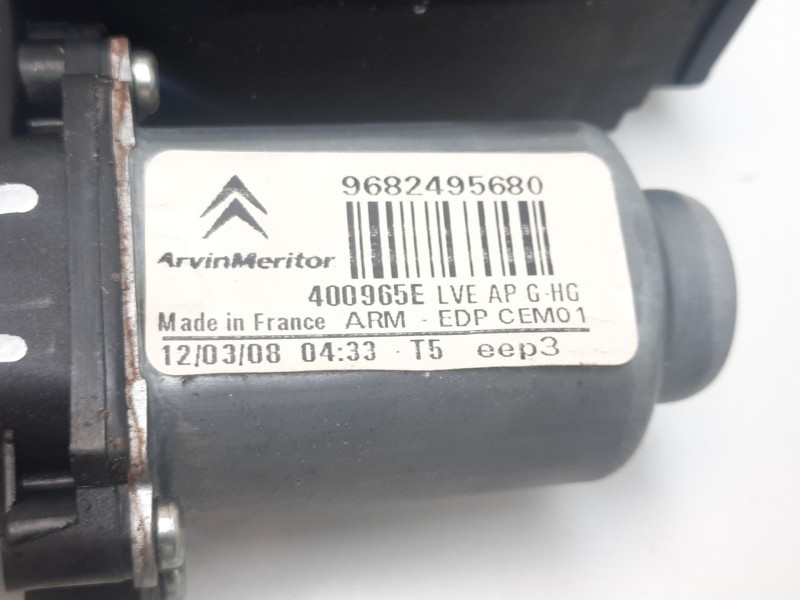 9682495680
ArvinMeritor
400965E LVE AP G-HG
Made in France ARM - EDP CEM01
12/03/08 04:33 · T5 eep3